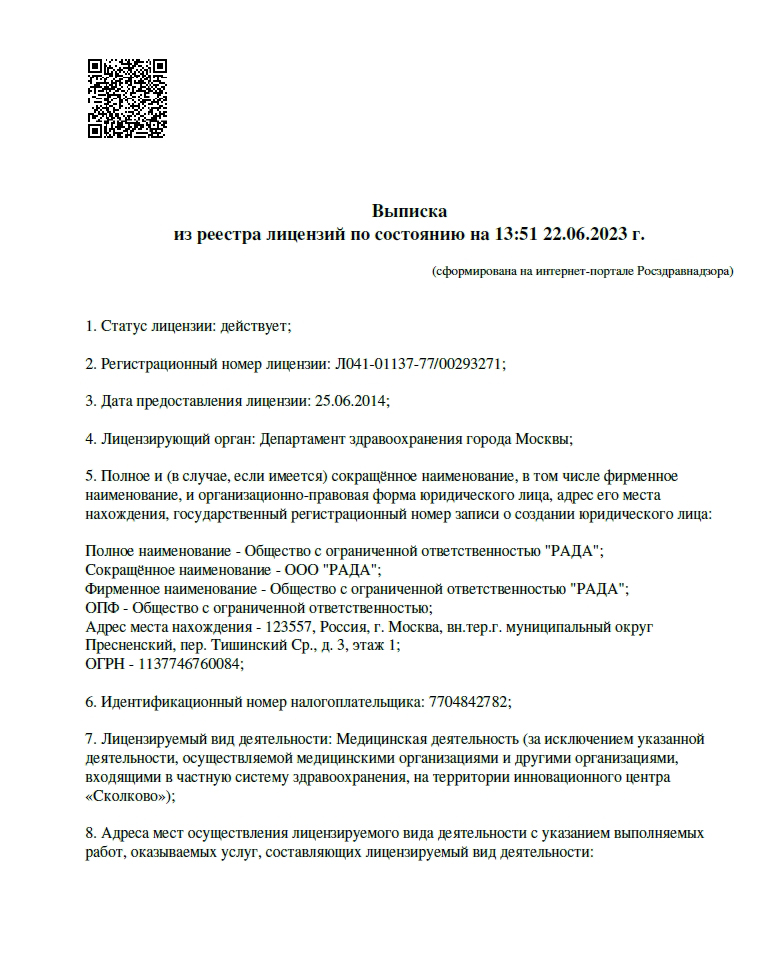 Выписка
из реестра лицензий по состоянию на 13:51 22.06.2023 г.
(сформирована на интернет-портале Росздравнадзора)
1. Статус лицензии: действует;
2. Регистрационный номер лицензии: Л041-01137-77/00293271;
3. Дата предоставления лицензии: 25.06.2014;
4. Лицензирующий орган: Департамент здравоохранения города Москвы;
5. Полное и (в случае, если имеется) сокращённое наименование, в том числе фирменное
наименование, и организационно-правовая форма юридического лица, адрес его места
нахождения, государственный регистрационный номер записи о создании юридического лица:
Полное наименование - Общество с ограниченной ответственностью "РАДА";
Сокращённое наименование - ООО "РАДА";
Фирменное наименование - Общество с ограниченной ответственностью "РАДА";
ОПФ - Общество с ограниченной ответственностью;
Адрес места нахождения - 123557, Россия, г. Москва, вн.тер.г. муниципальный округ
Пресненский, пер. Тишинский Ср., д. 3, этаж 1;
ОГРН - 1137746760084;
6. Идентификационный номер налогоплательщика: 7704842782;
7. Лицензируемый вид деятельности: Медицинская деятельность (за исключением указанной
деятельности, осуществляемой медицинскими организациями и другими организациями,
входящими в частную систему здравоохранения, на территории инновационного центра
«Сколково»);
8. Адреса мест осуществления лицензируемого вида деятельности с указанием выполняемых
работ, оказываемых услуг, составляющих лицензируемый вид деятельности: